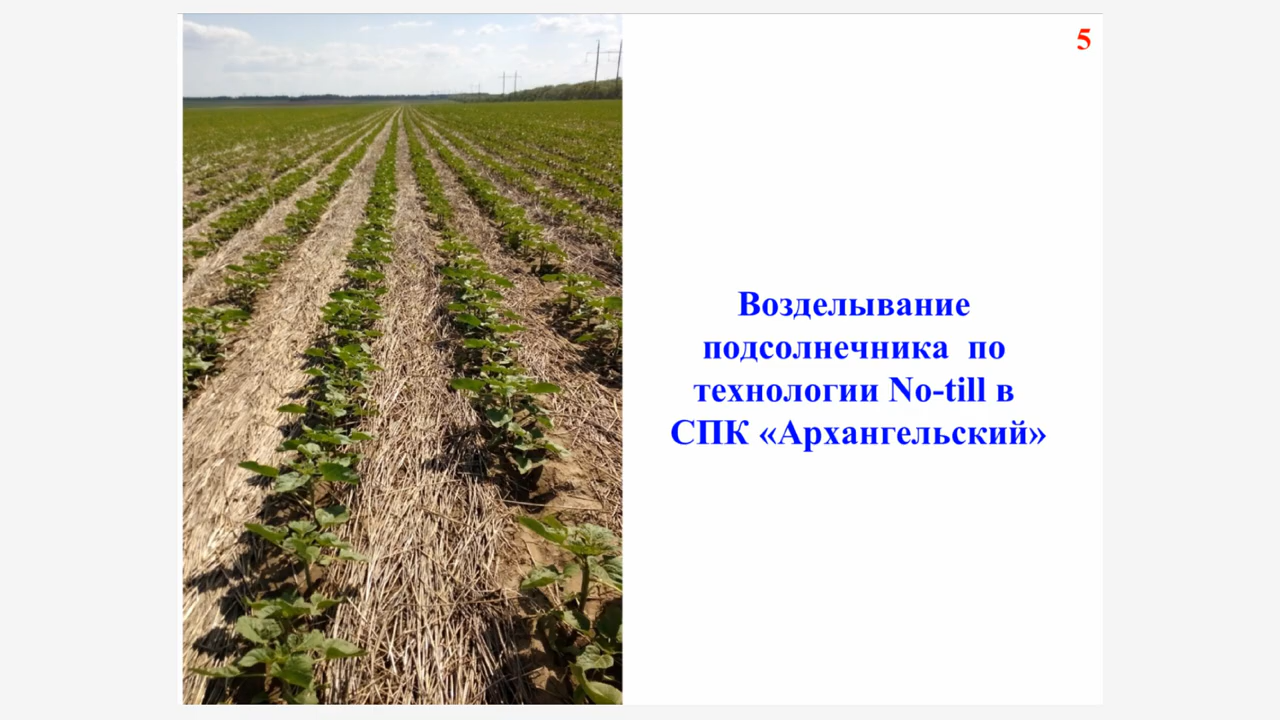 5
Возделывание
подсолнечника по
технологии No-till в
СПК «Архангельский»